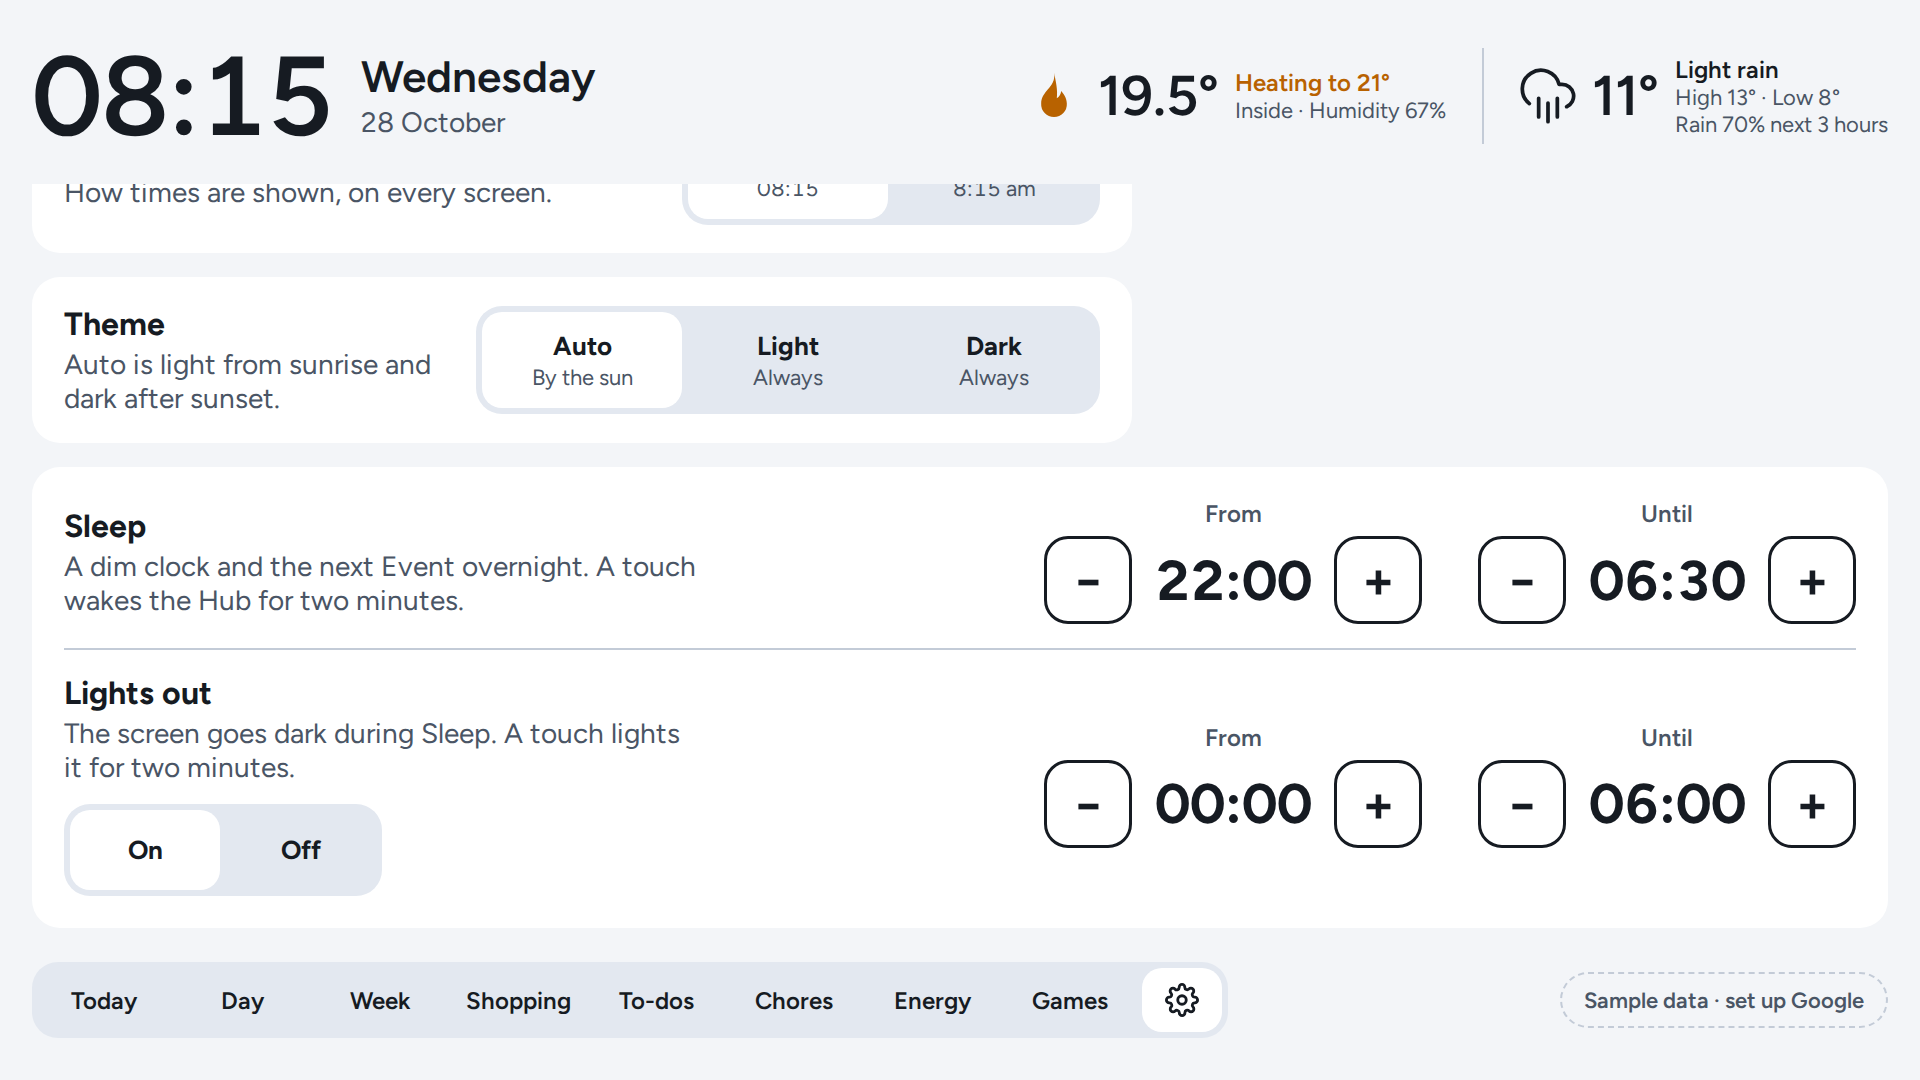 08:15
Wednesday
28 October
19.5°
Heating to 21°
Inside · Humidity 67%
11°
Light rain
High 13° · Low 8°
Rain 70% next 3 hours
How times are shown, on every screen.
08:15
8:15 am
Theme
Auto is light from sunrise and
dark after sunset.
Auto
By the sun
Light
Always
Dark
Always
Sleep
A dim clock and the next Event overnight. A touch
wakes the Hub for two minutes.
From
− 22:00 +
Until
− 06:30 +
Lights out
The screen goes dark during Sleep. A touch lights
it for two minutes.
On
Off
From
− 00:00 +
Until
− 06:00 +
Today
Day
Week
Shopping
To-dos
Chores
Energy
Games
Sample data · set up Google